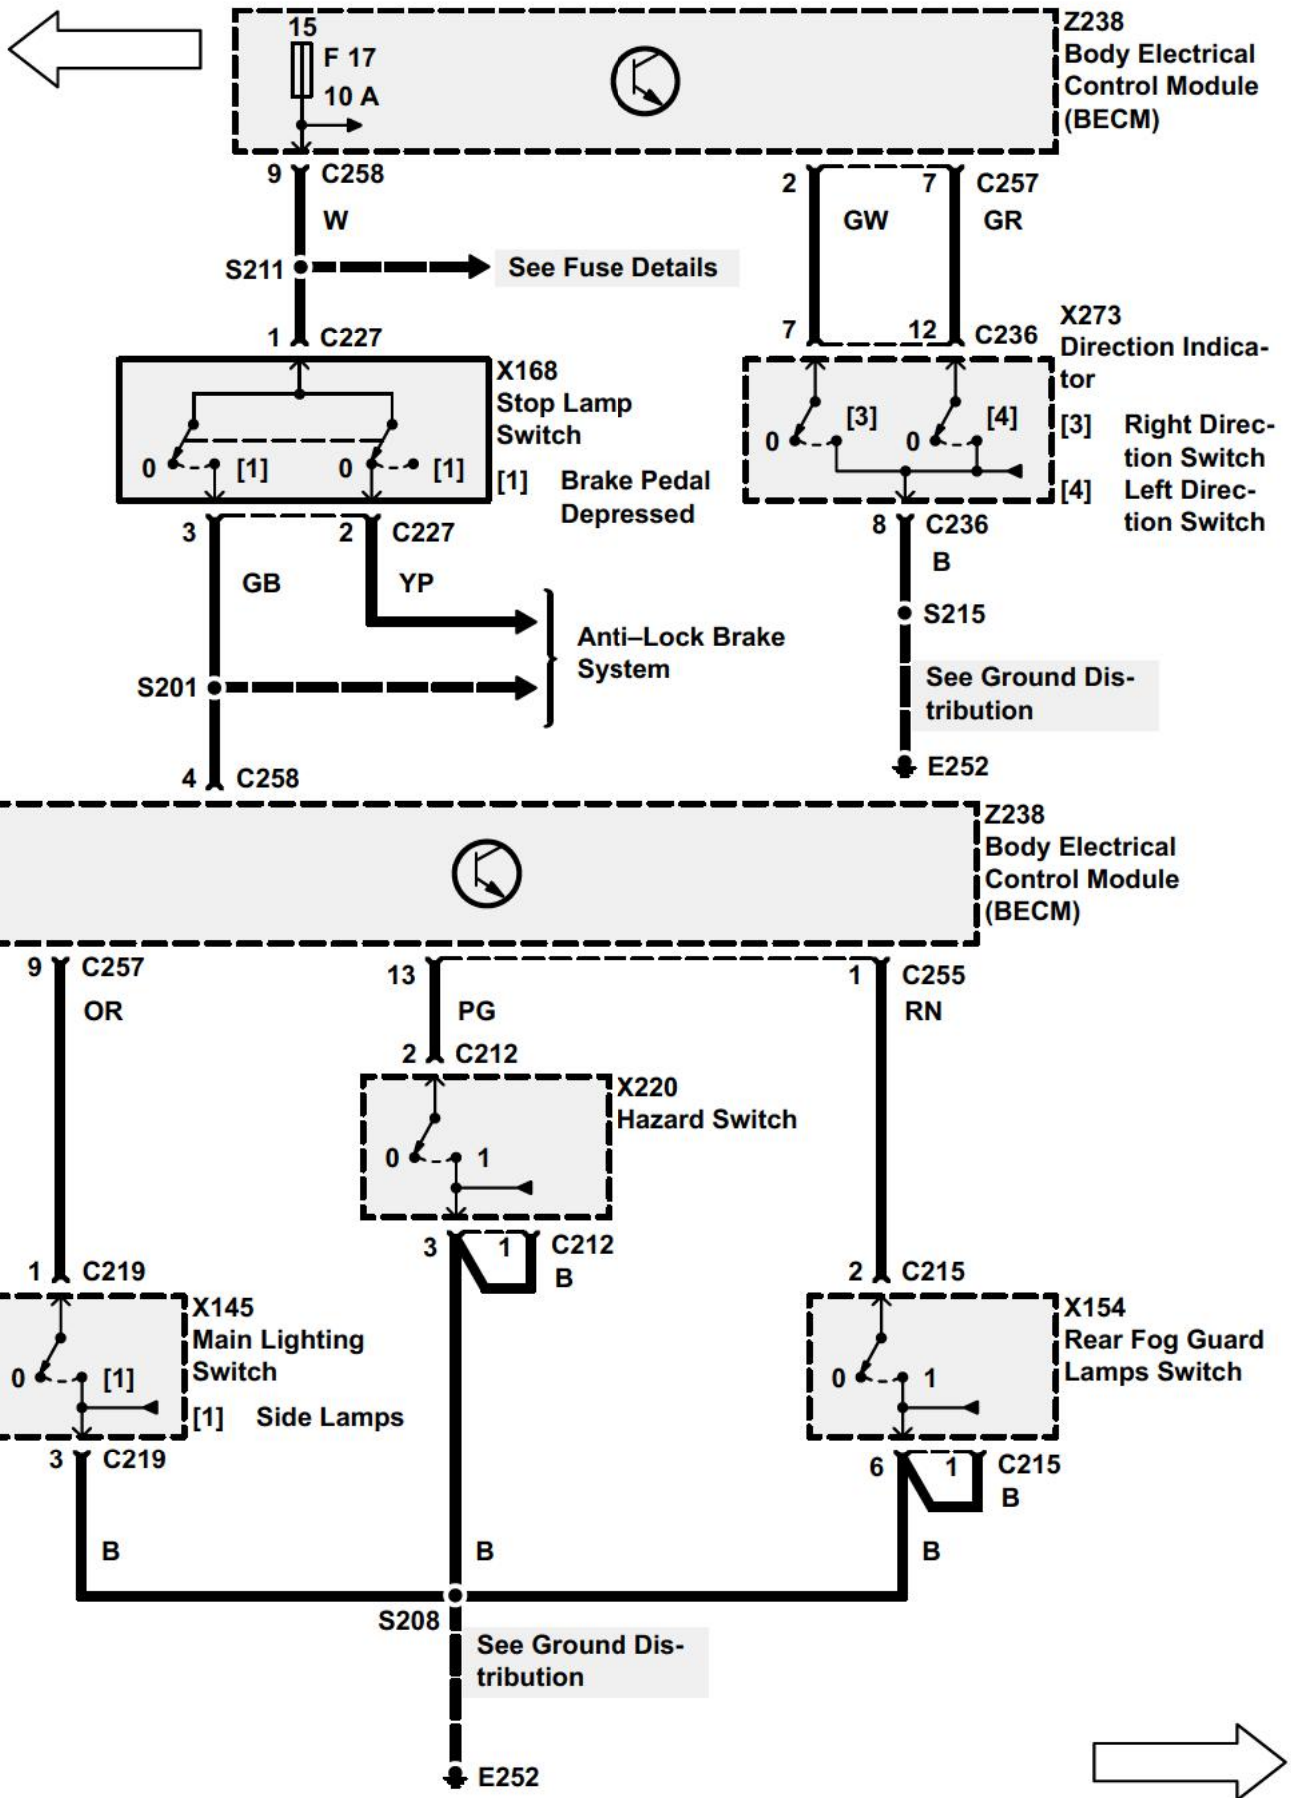 15
F 17
10 A
Z238
Body Electrical
Control Module
(BECM)
9 C258
W
2 7 C257
GW GR
S211
See Fuse Details
1 C227
7 12 C236
X168
Stop Lamp
Switch
[1] Brake Pedal
Depressed
0 [1] 0 [1]
X273
Direction Indica-
tor
[3] Right Direc-
tion Switch
[4] Left Direc-
tion Switch
0 [3] 0 [4]
3 2 C227
GB YP
8 C236
B
S215
Anti–Lock Brake
System
S201
See Ground Dis-
tribution
E252
4 C258
Z238
Body Electrical
Control Module
(BECM)
9 C257
OR
13 1 C255
PG RN
2 C212
X220
Hazard Switch
0 1
3 1 C212
B
1 C219
2 C215
X145
Main Lighting
Switch
[1] Side Lamps
0 [1]
X154
Rear Fog Guard
Lamps Switch
0 1
3 C219
6 1 C215
B
B B B
S208
See Ground Dis-
tribution
E252